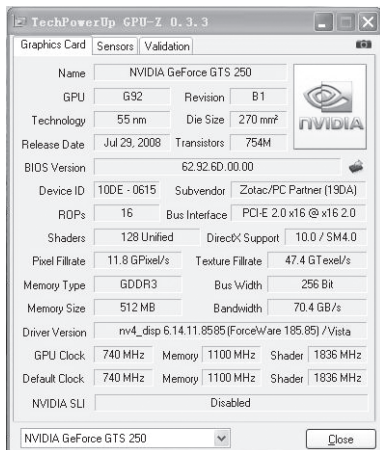 TechPowerUp GPU-Z 0.3.3
Graphics Card Sensors Validation
Name NVIDIA GeForce GTS 250
GPU G92 Revision B1
Technology 55 nm Die Size 270 mm²
Release Date Jul 29, 2008 Transistors 754M
NVIDIA
BIOS Version 62.92.6D.00.00
Device ID 10DE - 0615 Subvendor Zotac/PC Partner (19DA)
ROPs 16 Bus Interface PCI-E 2.0 x16 @ x16 2.0
Shaders 128 Unified DirectX Support 10.0 / SM4.0
Pixel Fillrate 11.8 GPixel/s Texture Fillrate 47.4 GTexel/s
Memory Type GDDR3 Bus Width 256 Bit
Memory Size 512 MB Bandwidth 70.4 GB/s
Driver Version nv4_disp 6.14.11.8585 (ForceWare 185.85) / Vista
GPU Clock 740 MHz Memory 1100 MHz Shader 1836 MHz
Default Clock 740 MHz Memory 1100 MHz Shader 1836 MHz
NVIDIA SLI Disabled
NVIDIA GeForce GTS 250 Close